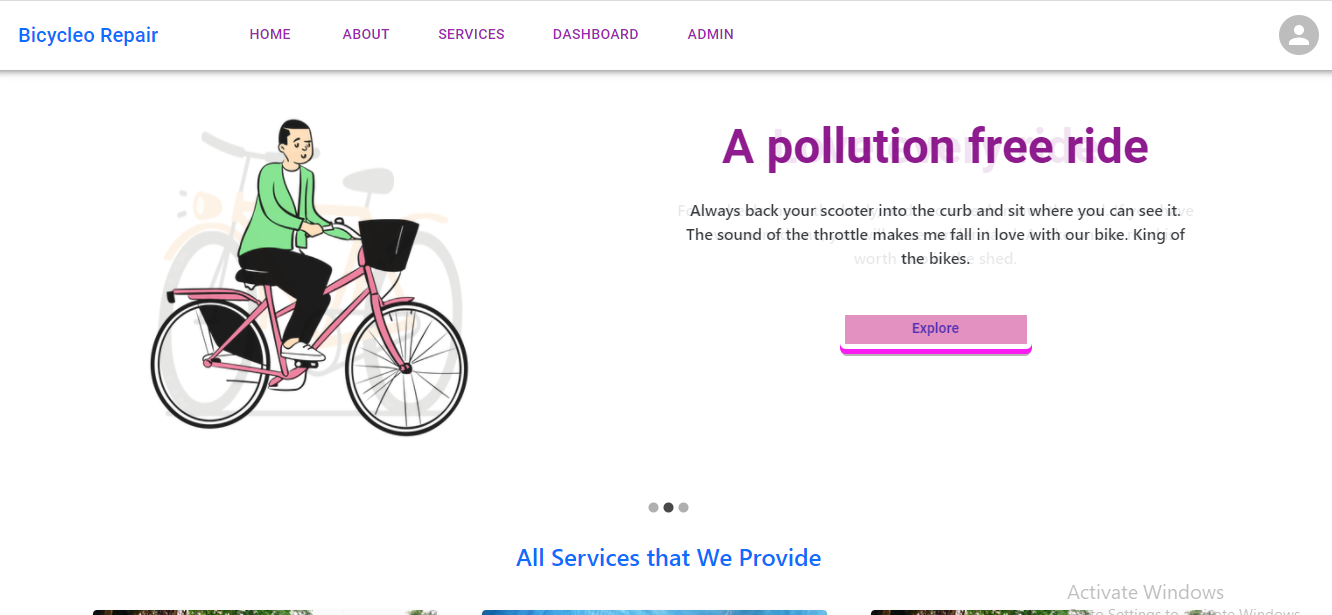 Bicycleo Repair
HOME ABOUT SERVICES DASHBOARD ADMIN
A pollution free ride
Always back your scooter into the curb and sit where you can see it.
The sound of the throttle makes me fall in love with our bike. King of
the bikes.
worth shed.
Explore
All Services that We Provide
Activate Windows
to Settings to activate Windows.